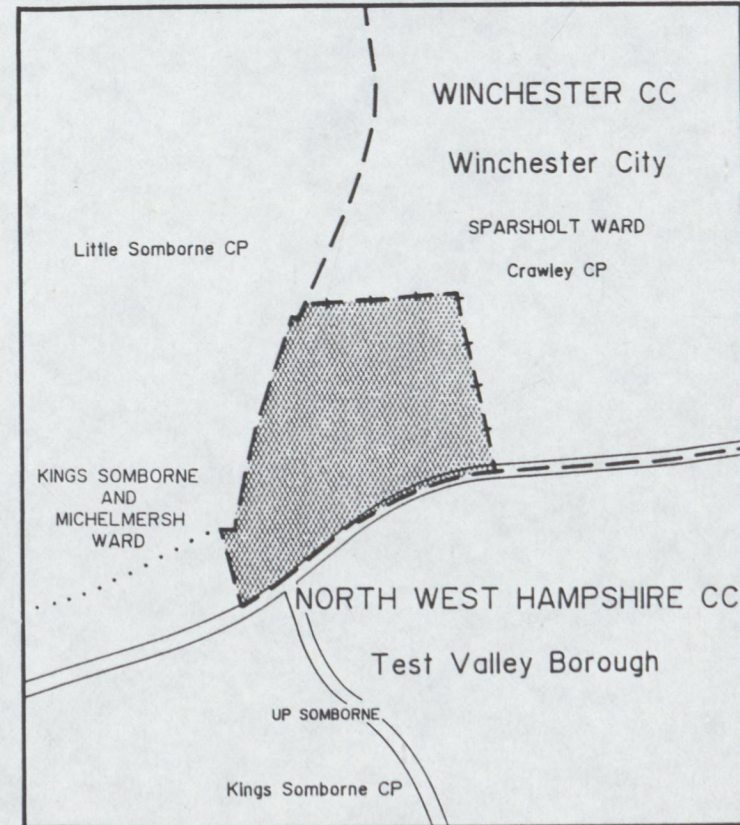 WINCHESTER CC
Winchester City
SPARSHOLT WARD
Little Somborne CP
Crawley CP
KINGS SOMBORNE
AND
MICHELMERSH
WARD
NORTH WEST HAMPSHIRE CC
Test Valley Borough
UP SOMBORNE
Kings Somborne CP